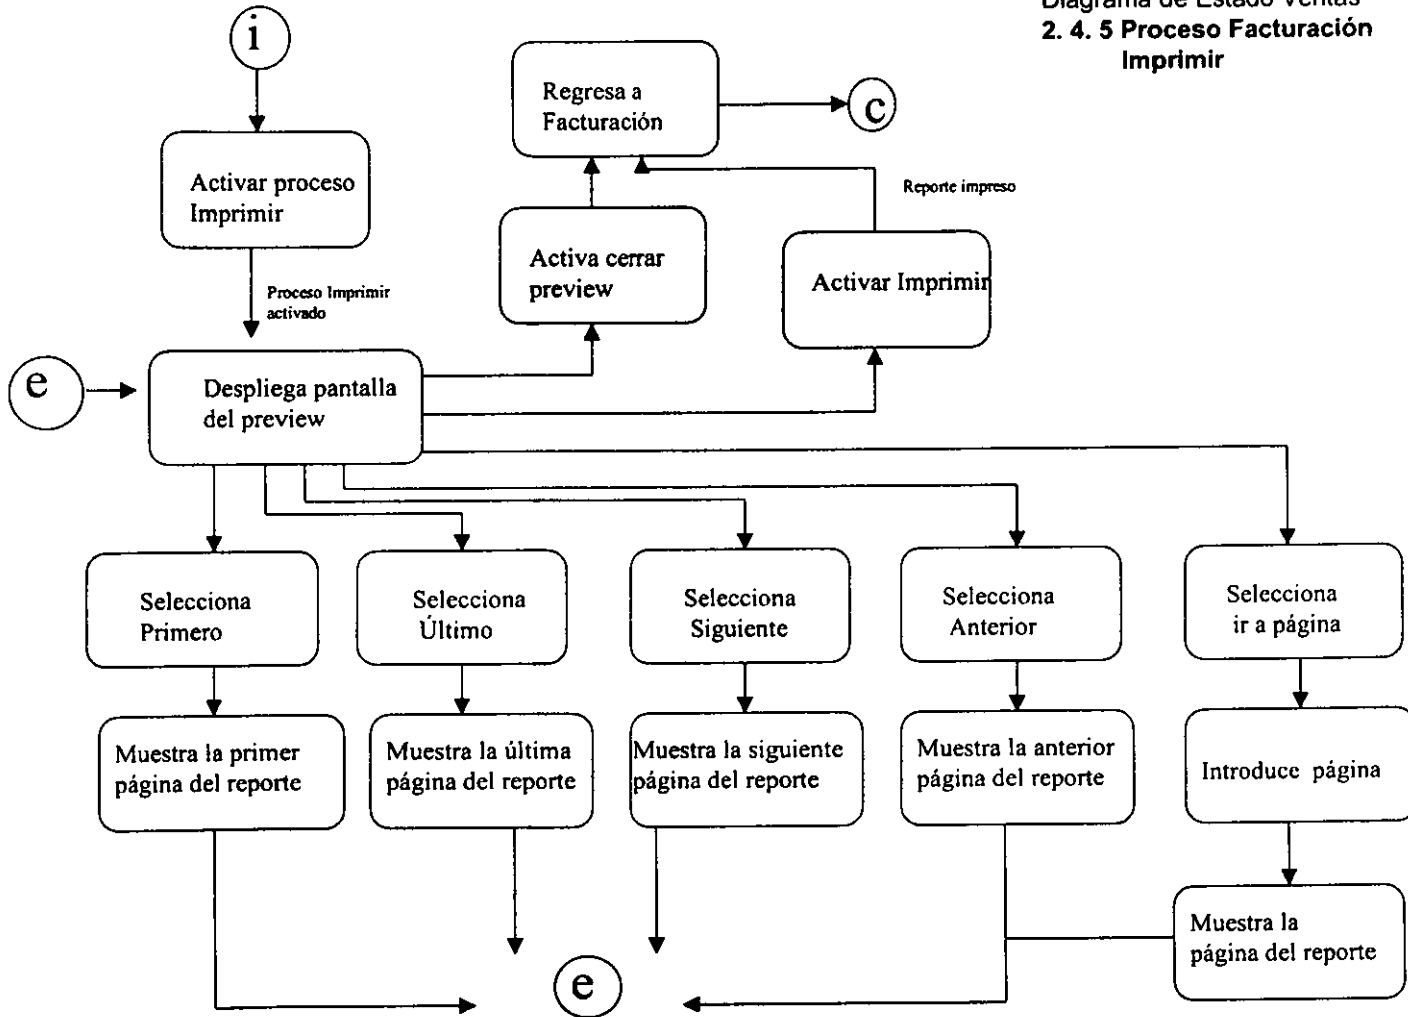 Diagrama de Estado Ventas
2. 4. 5 Proceso Facturación
Imprimir
i
Regresa a
Facturación
c
Activar proceso
Imprimir
Reporte impreso
Activa cerrar
preview
Activar Imprimir
Proceso Imprimir
activado
e
Despliega pantalla
del preview
Selecciona
Primero
Selecciona
Último
Selecciona
Siguiente
Selecciona
Anterior
Selecciona
ir a página
Muestra la primer
página del reporte
Muestra la última
página del reporte
Muestra la siguiente
página del reporte
Muestra la anterior
página del reporte
Introduce página
Muestra la
página del reporte
e